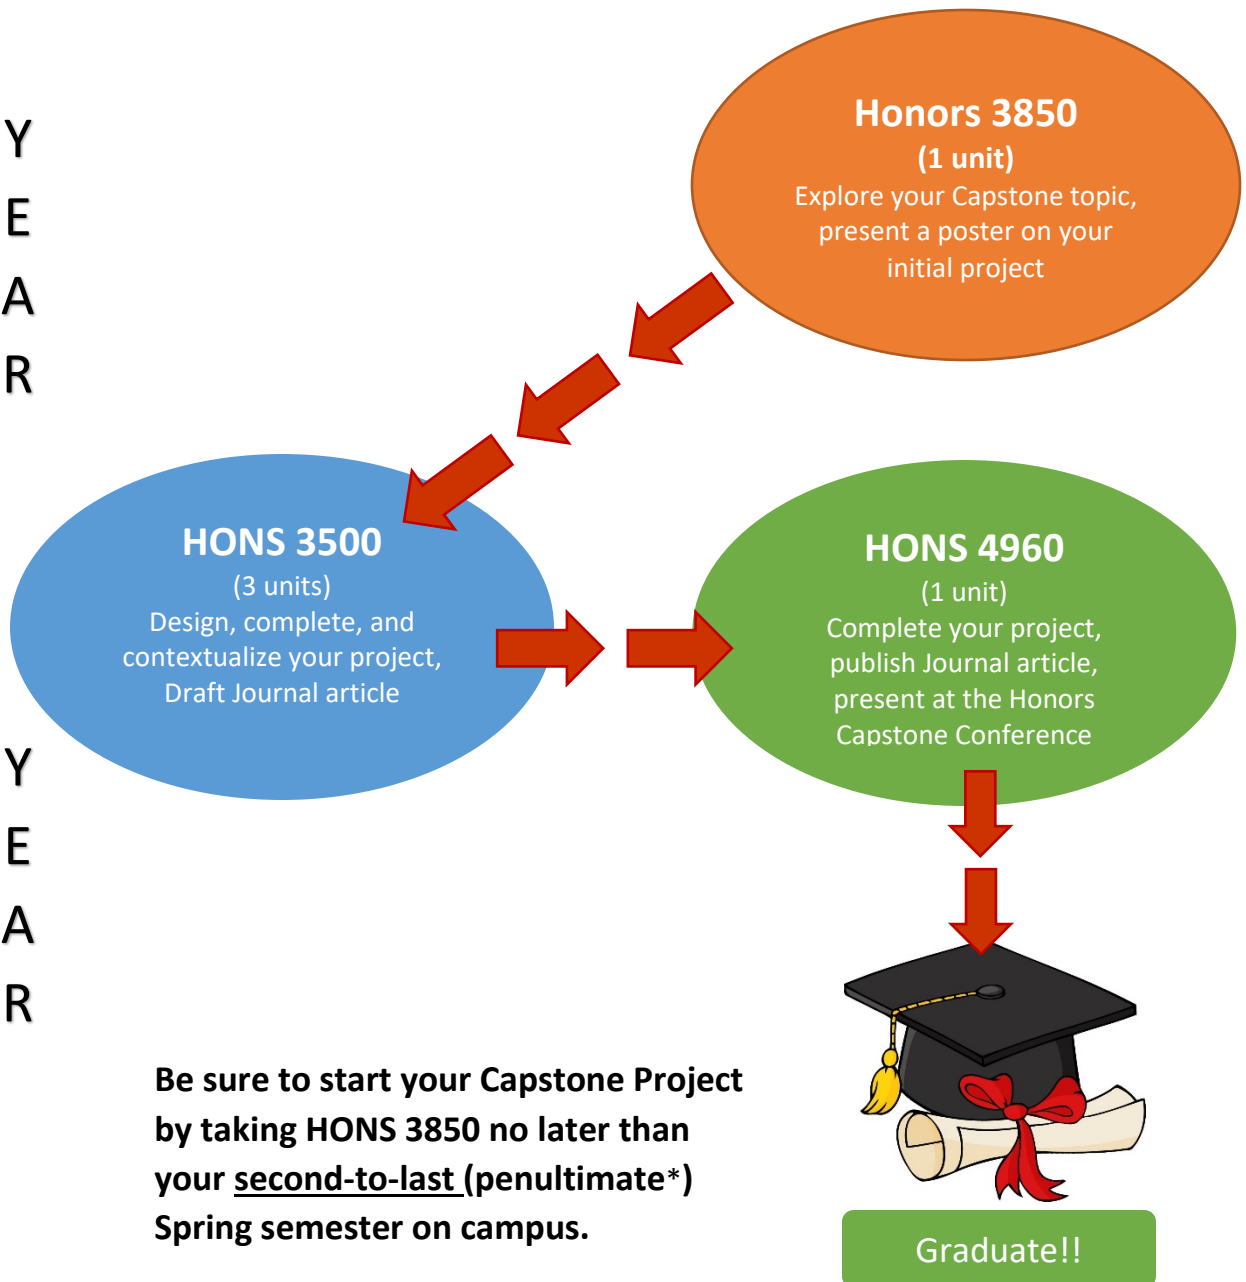 Y
E
A
R
Honors 3850
(1 unit)
Explore your Capstone topic,
present a poster on your
initial project
HONS 3500
(3 units)
Design, complete, and
contextualize your project,
Draft Journal article
HONS 4960
(1 unit)
Complete your project,
publish Journal article,
present at the Honors
Capstone Conference
Y
E
A
R
Be sure to start your Capstone Project
by taking HONS 3850 no later than
your second-to-last (penultimate*)
Spring semester on campus.
Graduate!!